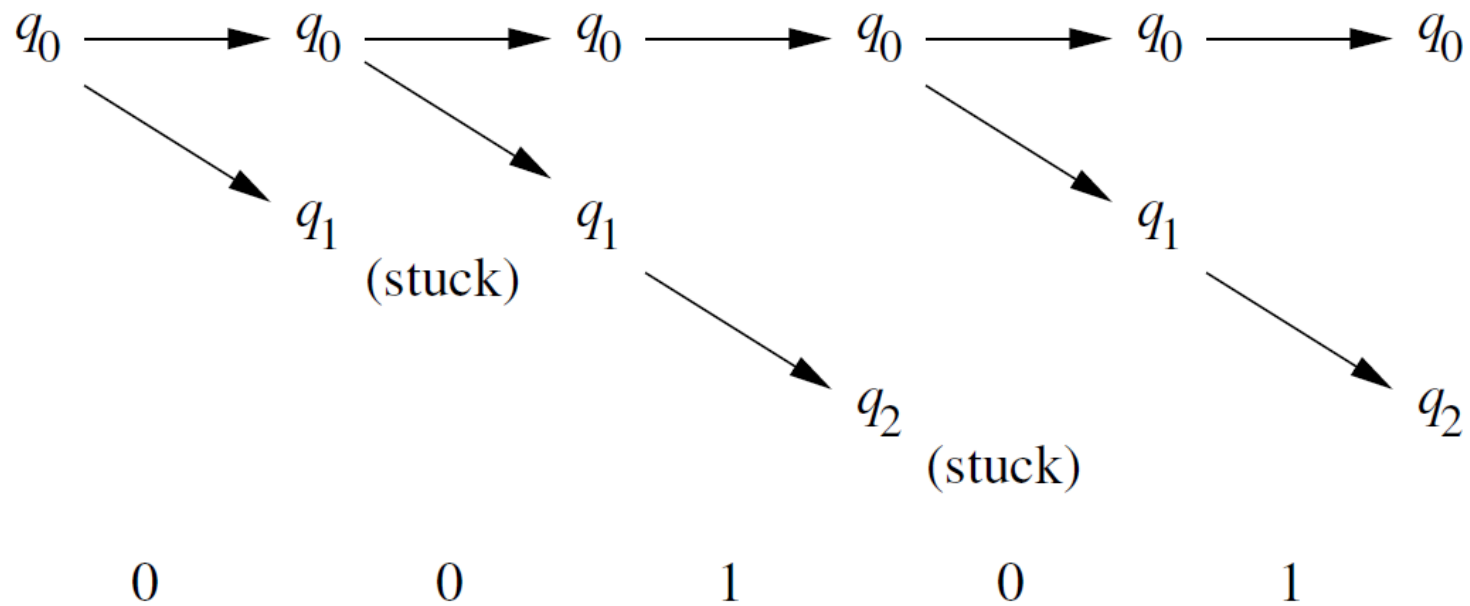 q0 q0 q0 q0 q0 q0
q1 q1 q1
(stuck)
q2 q2
(stuck)
0 0 1 0 1